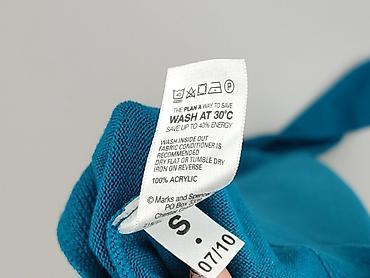 THE PLAN A WAY TO SAVE
WASH AT 30°C
SAVE UP TO 40% ENERGY
WASH INSIDE OUT
FABRIC CONDITIONER IS
RECOMMENDED
DRY FLAT OR TUMBLE DRY
IRON ON REVERSE
100% ACRYLIC
© Marks and Spencer
PO Box
Chester
S
07/10